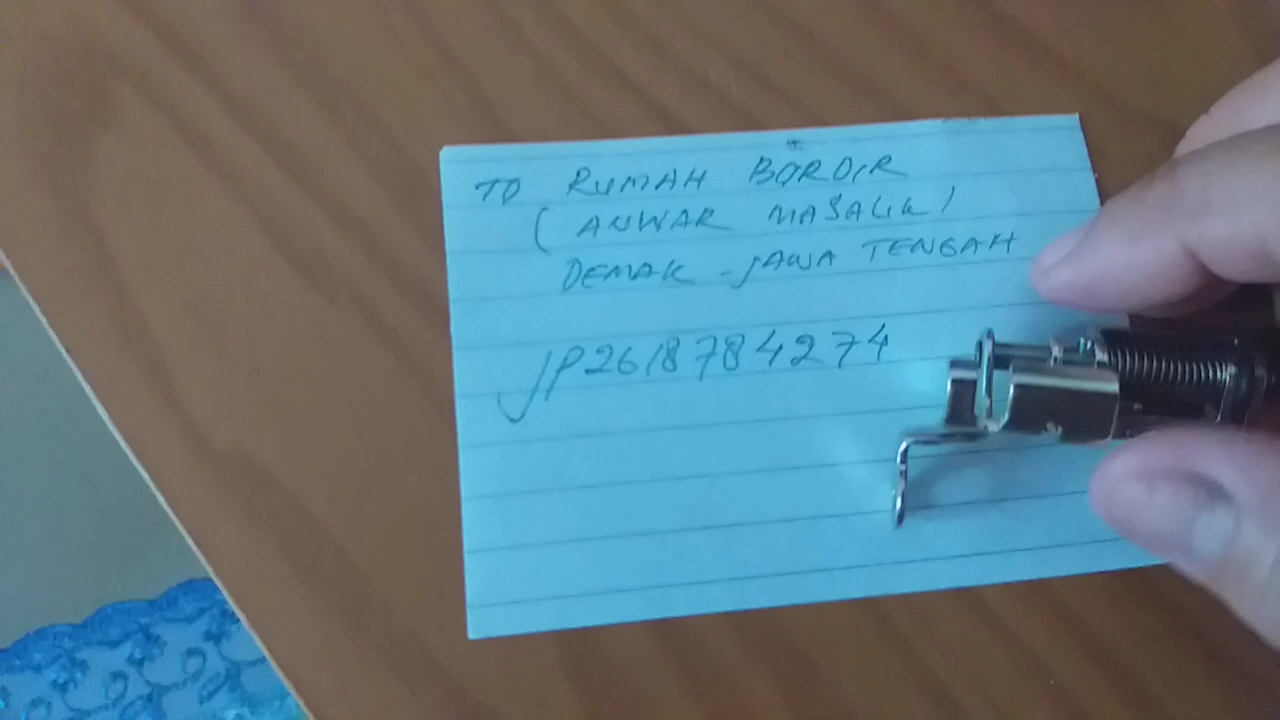 TO RUMAH BORDIR
( ANWAR MASALIK )
DEMAK - JAWA TENGAH
JP2618784274